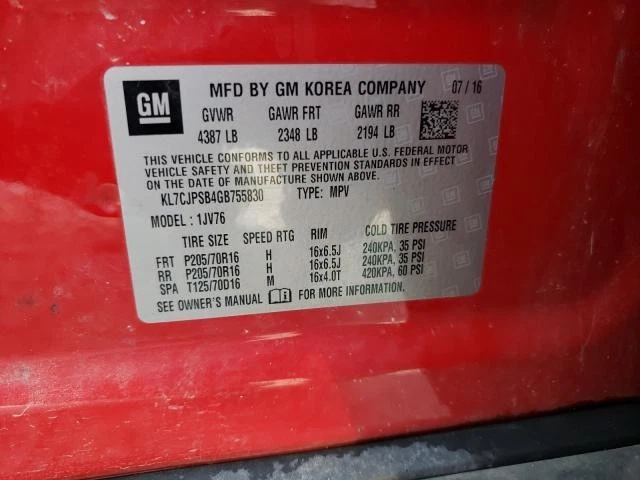 GM
MFD BY GM KOREA COMPANY 07 / 16
GVWR GAWR FRT GAWR RR
4387 LB 2348 LB 2194 LB
THIS VEHICLE CONFORMS TO ALL APPLICABLE U.S. FEDERAL MOTOR
VEHICLE SAFETY AND THEFT PREVENTION STANDARDS IN EFFECT
ON THE DATE OF MANUFACTURE SHOWN ABOVE.
KL7CJPSB4GB755830 TYPE: MPV
MODEL: 1JV76
TIRE SIZE SPEED RTG RIM COLD TIRE PRESSURE
FRT P205/70R16 H 16x6.5J 240KPA, 35 PSI
RR P205/70R16 H 16x6.5J 240KPA, 35 PSI
SPA T125/70D16 M 16x4.0T 420KPA, 60 PSI
SEE OWNER'S MANUAL FOR MORE INFORMATION.